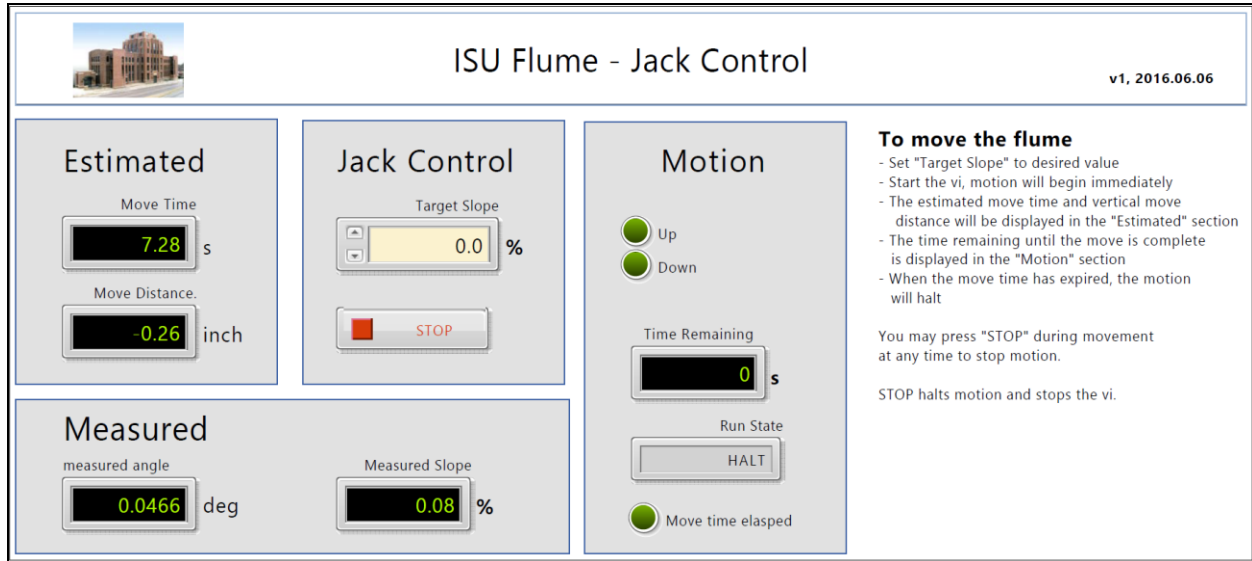 ISU Flume - Jack Control
v1, 2016.06.06
Estimated
Move Time
7.28 s
Move Distance.
-0.26 inch
Jack Control
Target Slope
0.0 %
STOP
Measured
measured angle
0.0466 deg
Measured Slope
0.08 %
Motion
Up
Down
Time Remaining
0 s
Run State
HALT
Move time elasped
To move the flume
- Set "Target Slope" to desired value
- Start the vi, motion will begin immediately
- The estimated move time and vertical move
distance will be displayed in the "Estimated" section
- The time remaining until the move is complete
is displayed in the "Motion" section
- When the move time has expired, the motion
will halt
You may press "STOP" during movement
at any time to stop motion.
STOP halts motion and stops the vi.